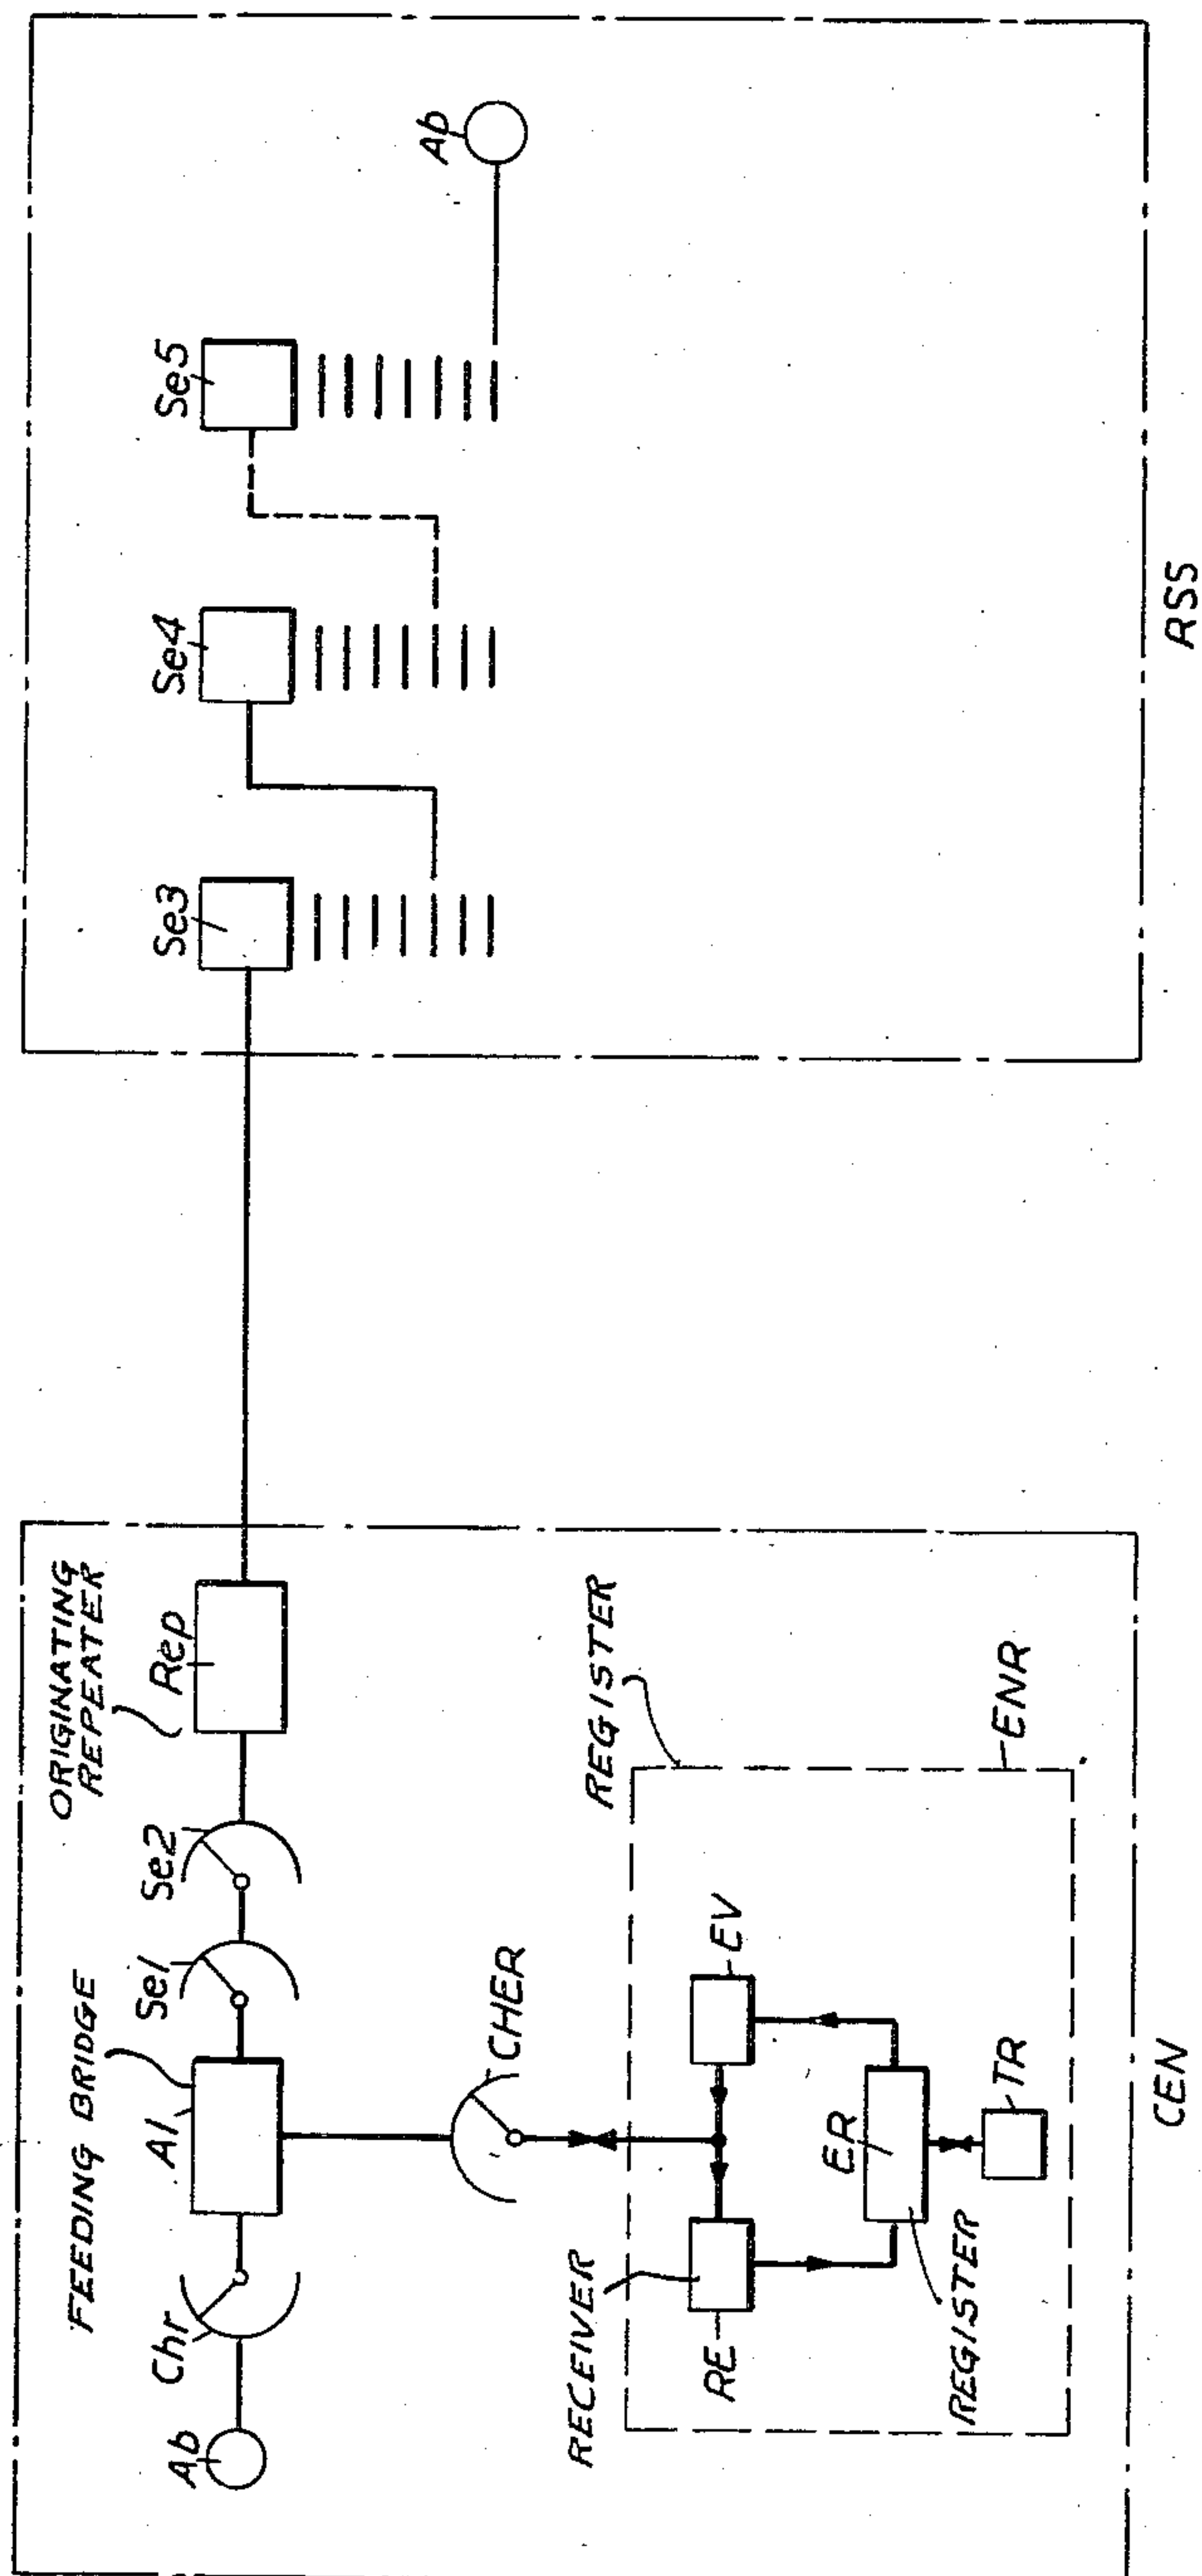 FEEDING BRIDGE
ORIGINATING
REPEATER
Ab
Chr
Al
Se1
Se2
Rep
Se3
Se4
Se5
Ab
CHER
REGISTER
RECEIVER
RE
EV
ER
REGISTER
TR
ENR
CEN
RSS